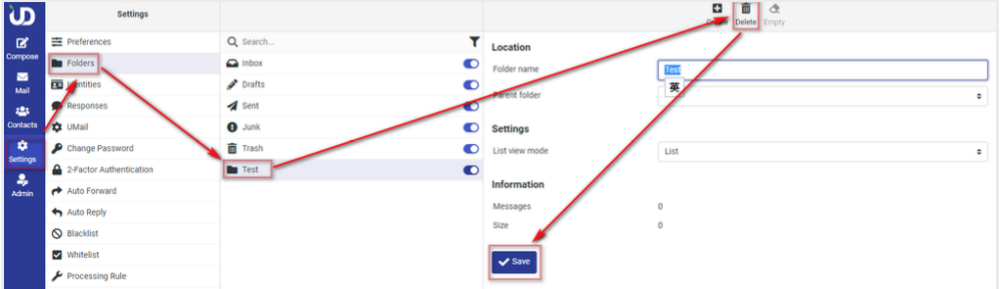 UD
Compose
Mail
Contacts
Settings
Admin
Settings
Preferences
Folders
Identities
Responses
UMail
Change Password
2-Factor Authentication
Auto Forward
Auto Reply
Blacklist
Whitelist
Processing Rule
Search...
Inbox
Drafts
Sent
Junk
Trash
Test
Delete
Empty
Location
Folder name
Test
英
Parent folder
Settings
List view mode
List
Information
Messages
0
Size
0
Save